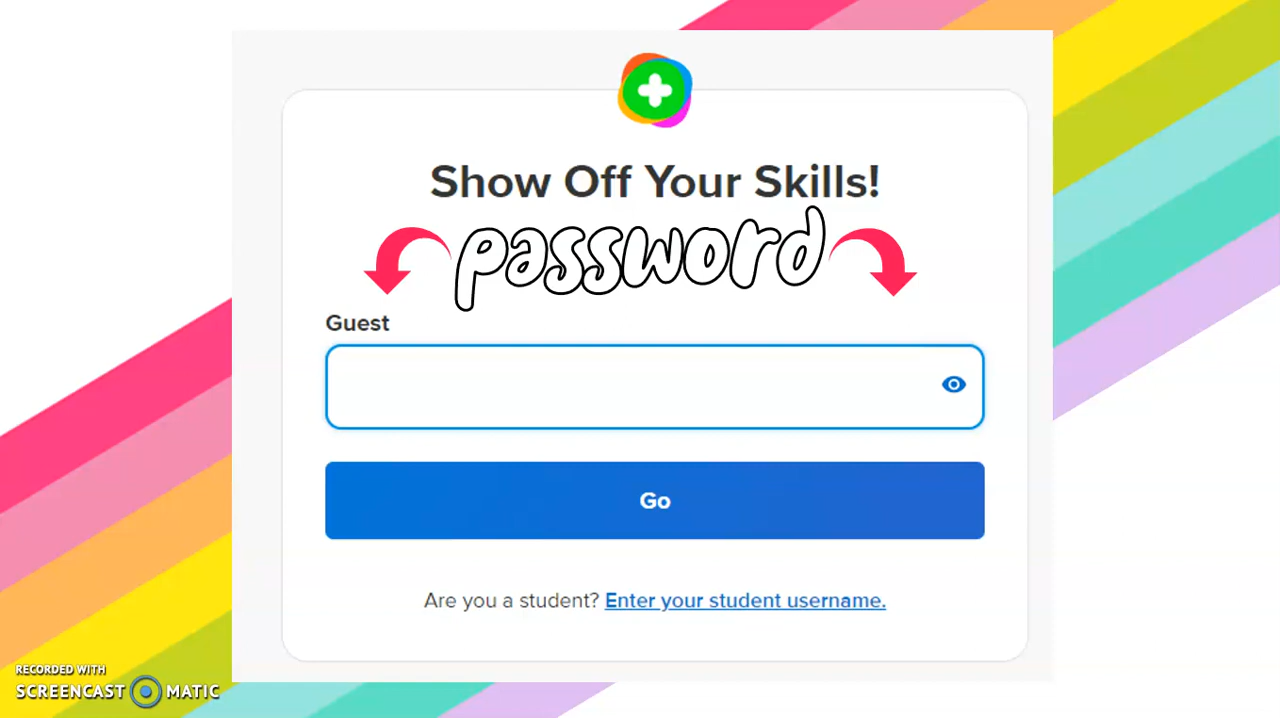 Show Off Your Skills!
password
Guest
Go
Are you a student? Enter your student username.
RECORDED WITH
SCREENCAST MATIC